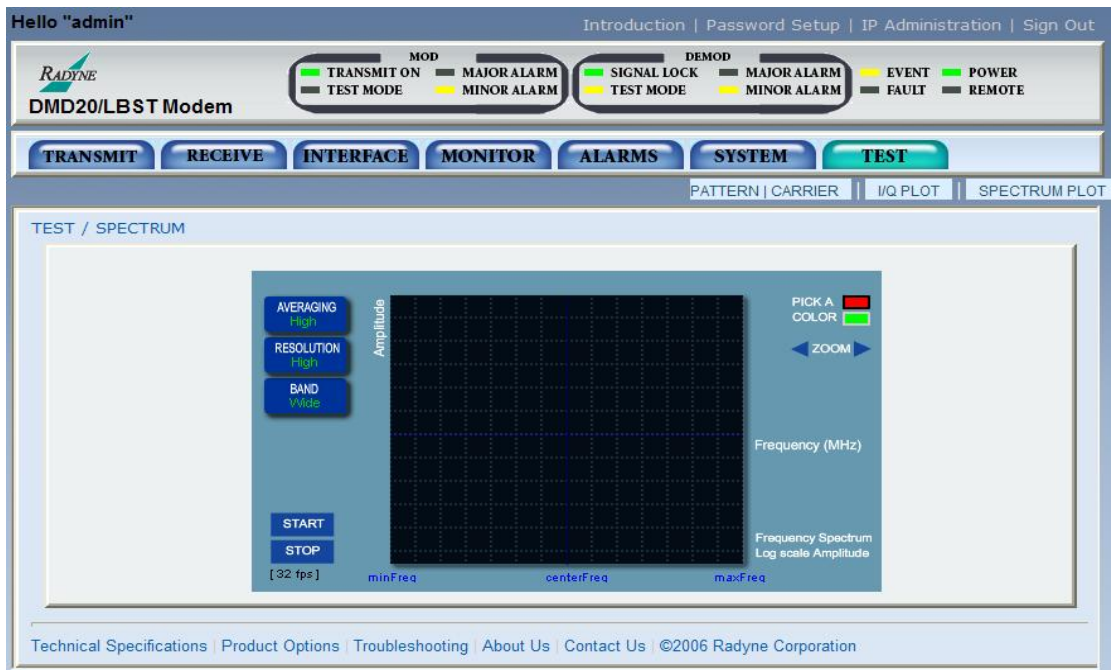 Hello "admin"
Introduction | Password Setup | IP Administration | Sign Out
RADYNE
DMD20/LBST Modem
MOD
TRANSMIT ON
MAJOR ALARM
TEST MODE
MINOR ALARM
DEMOD
SIGNAL LOCK
MAJOR ALARM
TEST MODE
MINOR ALARM
EVENT
POWER
FAULT
REMOTE
TRANSMIT
RECEIVE
INTERFACE
MONITOR
ALARMS
SYSTEM
TEST
PATTERN | CARRIER
I/Q PLOT
SPECTRUM PLOT
TEST / SPECTRUM
AVERAGING
High
RESOLUTION
High
BAND
Wide
Amplitude
PICK A
COLOR
ZOOM
Frequency (MHz)
START
STOP
[ 32 fps ]
Frequency Spectrum
Log scale Amplitude
minFreq
centerFreq
maxFreq
Technical Specifications | Product Options | Troubleshooting | About Us | Contact Us | ©2006 Radyne Corporation